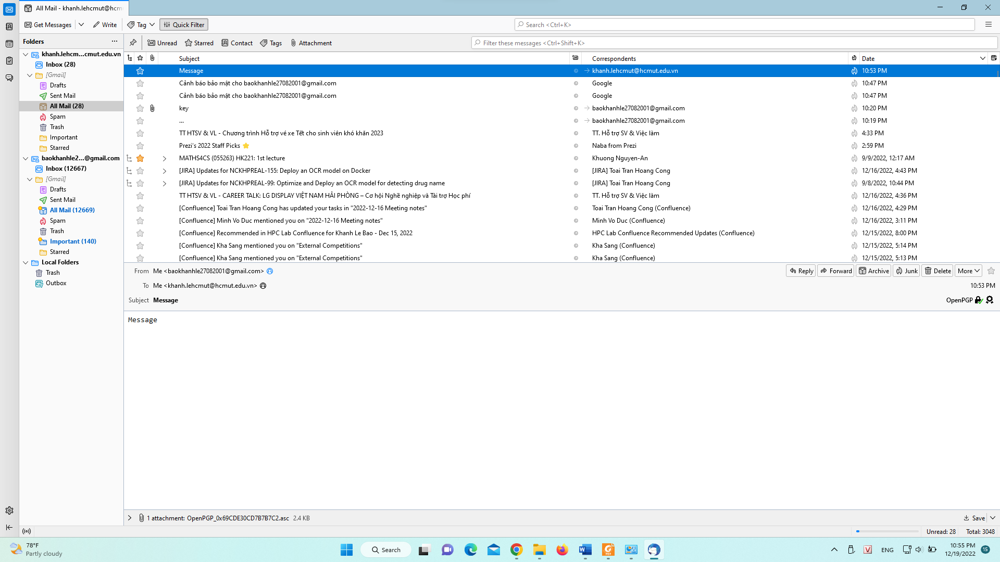 All Mail - khanh.lehcmut@hcm
Get Messages Write Tag Quick Filter Search <Ctrl+K>
Folders
Unread Starred Contact Tags Attachment Filter these messages <Ctrl+Shift+K>
khanh.lehcm...cmut.edu.vn
Inbox (28)
[Gmail]
Drafts
Sent Mail
All Mail (28)
Spam
Trash
Important
Starred
baokhanhle2...@gmail.com
Inbox (12667)
[Gmail]
Drafts
Sent Mail
All Mail (12669)
Spam
Trash
Important (140)
Starred
Local Folders
Trash
Outbox
Subject Correspondents Date
Message khanh.lehcmut@hcmut.edu.vn 10:53 PM
Cảnh báo bảo mật cho baokhanhle27082001@gmail.com Google 10:47 PM
Cảnh báo bảo mật cho baokhanhle27082001@gmail.com Google 10:47 PM
key baokhanhle27082001@gmail.com 10:20 PM
... baokhanhle27082001@gmail.com 10:19 PM
TT HTSV & VL - Chương trình Hỗ trợ vé xe Tết cho sinh viên khó khăn 2023 TT. Hỗ trợ SV & Việc làm 4:33 PM
Prezi's 2022 Staff Picks ⭐ Naba from Prezi 2:59 PM
MATHS4CS (055263) HK221: 1st lecture Khuong Nguyen-An 9/9/2022, 12:17 AM
[JIRA] Updates for NCKHPREAL-155: Deploy an OCR model on Docker [JIRA] Toai Tran Hoang Cong 12/16/2022, 4:43 PM
[JIRA] Updates for NCKHPREAL-99: Optimize and Deploy an OCR model for detecting drug name [JIRA] Toai Tran Hoang Cong 9/8/2022, 10:44 PM
TT HTSV & VL - CAREER TALK: LG DISPLAY VIỆT NAM HẢI PHÒNG – Cơ hội Nghề nghiệp và Tài trợ Học phí TT. Hỗ trợ SV & Việc làm 12/16/2022, 4:36 PM
[Confluence] Toai Tran Hoang Cong has updated your tasks in "2022-12-16 Meeting notes" Toai Tran Hoang Cong (Confluence) 12/16/2022, 4:29 PM
[Confluence] Minh Vo Duc mentioned you on "2022-12-16 Meeting notes" Minh Vo Duc (Confluence) 12/16/2022, 3:11 PM
[Confluence] Recommended in HPC Lab Confluence for Khanh Le Bao - Dec 15, 2022 HPC Lab Confluence Recommended Updates (Confluence) 12/15/2022, 8:00 PM
[Confluence] Kha Sang mentioned you on "External Competitions" Kha Sang (Confluence) 12/15/2022, 5:14 PM
[Confluence] Kha Sang mentioned you on "External Competitions" Kha Sang (Confluence) 12/15/2022, 5:13 PM
From Me <baokhanhle27082001@gmail.com> Reply Forward Archive Junk Delete More
To Me <khanh.lehcmut@hcmut.edu.vn> 10:53 PM
Subject Message OpenPGP
Message
1 attachment: OpenPGP_0x69CDE30CD7B7B7C2.asc 2.4 KB Save
Unread: 28 Total: 3048
78°F
Partly cloudy
Search
ENG
10:55 PM
12/19/2022
15